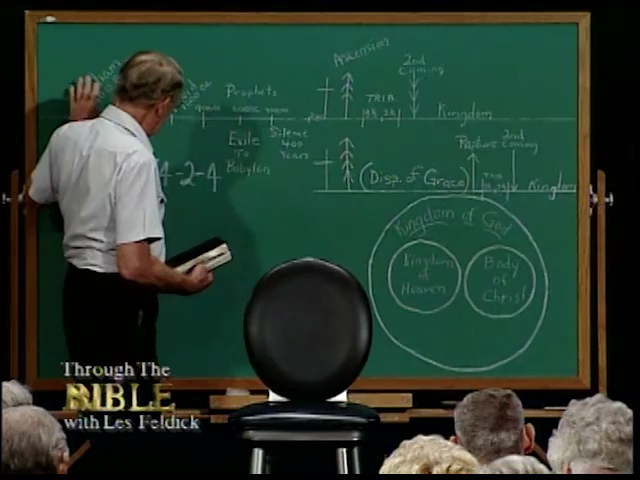 Prophets
Exile
To
Babylon
Silence
400
Years
4-2-4
Ascension
2nd
Coming
TRIB.
Kingdom
(Disp. of Grace)
Rapture
2nd
Coming
Kingdom
Kingdom of God
Kingdom
of
Heaven
Body
of
Christ
Through The
BIBLE
with Les Feldick